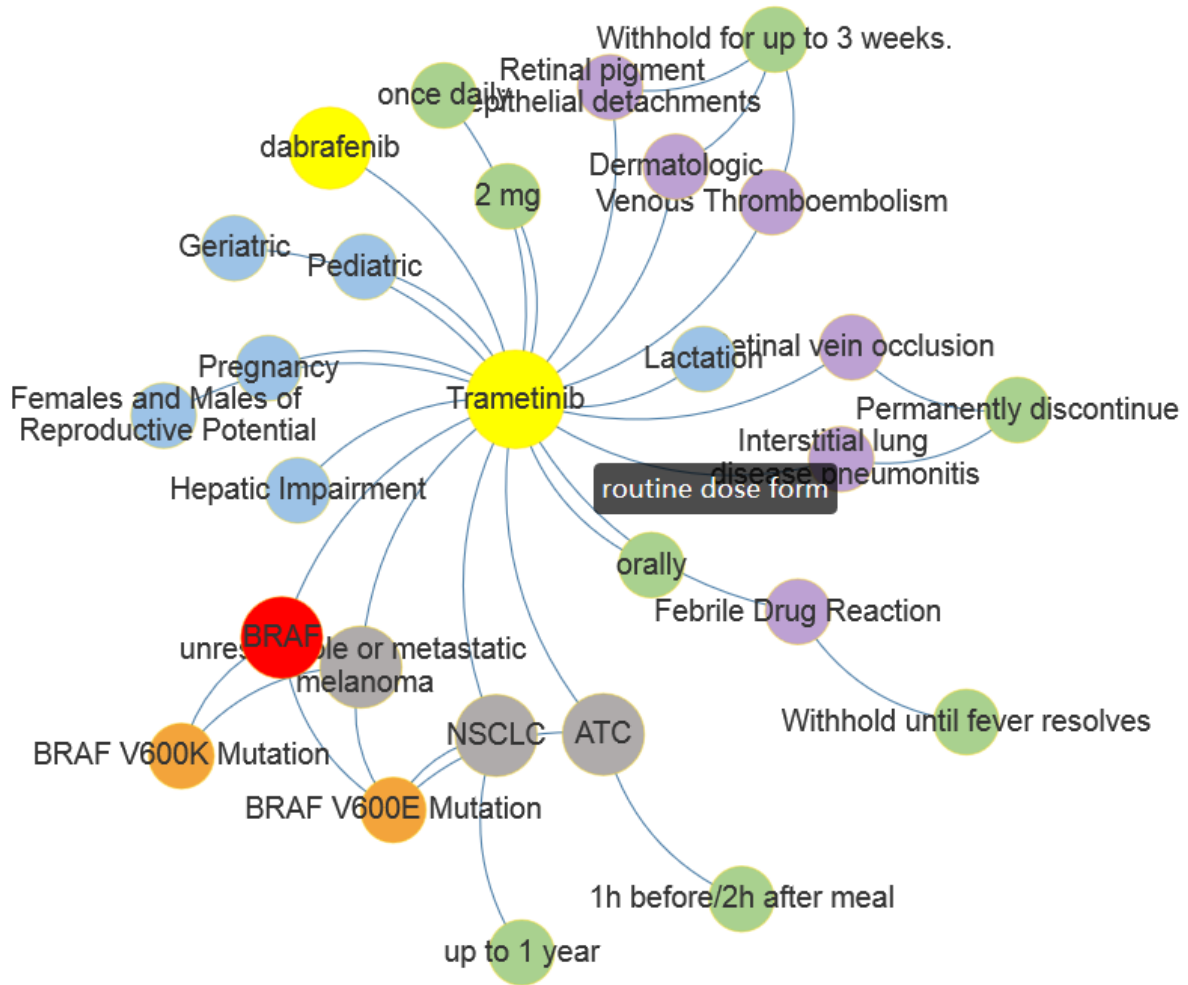 Withhold for up to 3 weeks.
Retinal pigment
epithelial detachments
once daily
dabrafenib
Dermatologic
2 mg
Venous Thromboembolism
Geriatric
Pediatric
etinal vein occlusion
Lactation
Pregnancy
Trametinib
Females and Males of
Reproductive Potential
Permanently discontinue
Interstitial lung
disease pneumonitis
Hepatic Impairment
routine dose form
orally
Febrile Drug Reaction
BRAF
or metastatic
melanoma
Withhold until fever resolves
NSCLC
ATC
BRAF V600K Mutation
BRAF V600E Mutation
1h before/2h after meal
up to 1 year